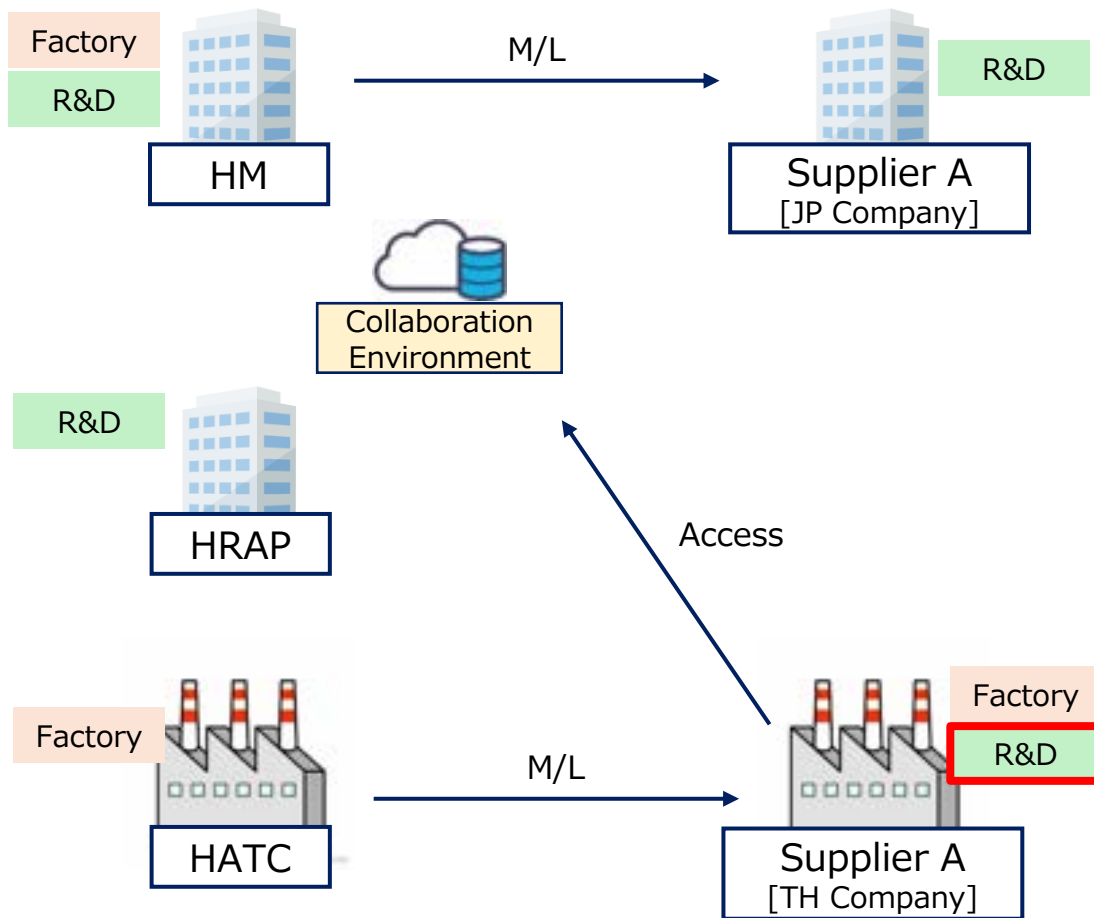 Factory
R&D
HM
M/L
R&D
Supplier A
[JP Company]
Collaboration
Environment
R&D
HRAP
Access
Factory
HATC
M/L
Factory
R&D
Supplier A
[TH Company]